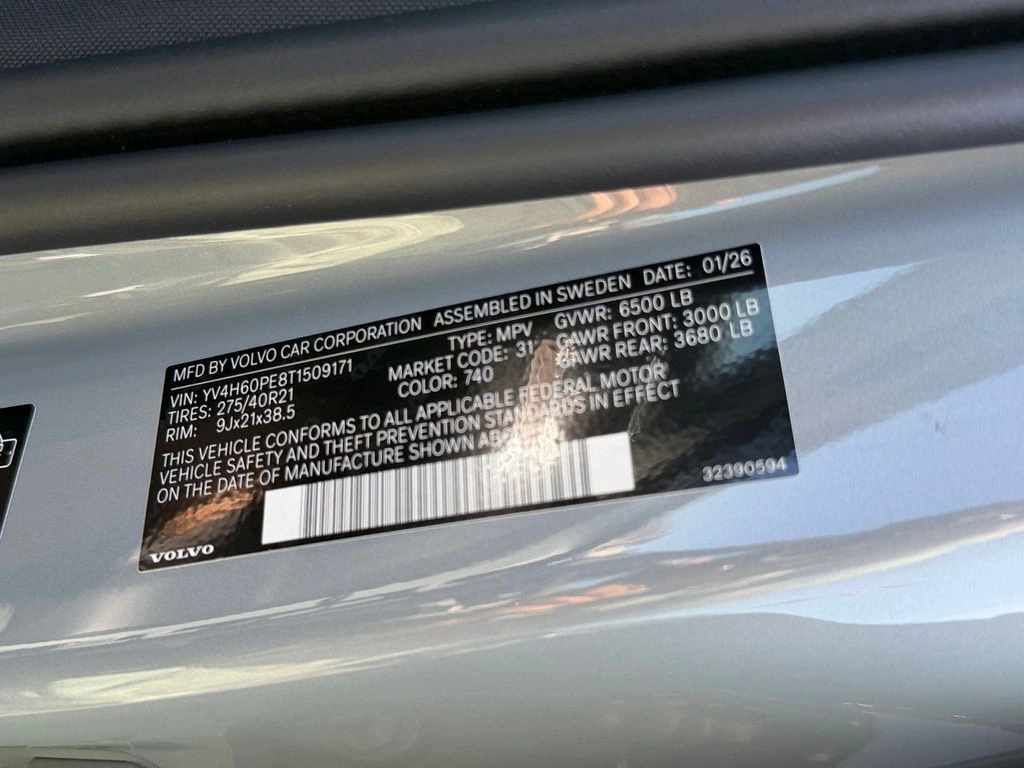 MFD BY VOLVO CAR CORPORATION ASSEMBLED IN SWEDEN DATE: 01/26
VIN: YV4H60PE8T1509171 TYPE: MPV GVWR: 6500 LB
TIRES: 275/40R21 MARKET CODE: 31 GAWR FRONT: 3000 LB
RIM: 9Jx21x38.5 COLOR: 740 GAWR REAR: 3680 LB
THIS VEHICLE CONFORMS TO ALL APPLICABLE FEDERAL MOTOR
VEHICLE SAFETY AND THEFT PREVENTION STANDARDS IN EFFECT
ON THE DATE OF MANUFACTURE SHOWN ABOVE
32390594
VOLVO